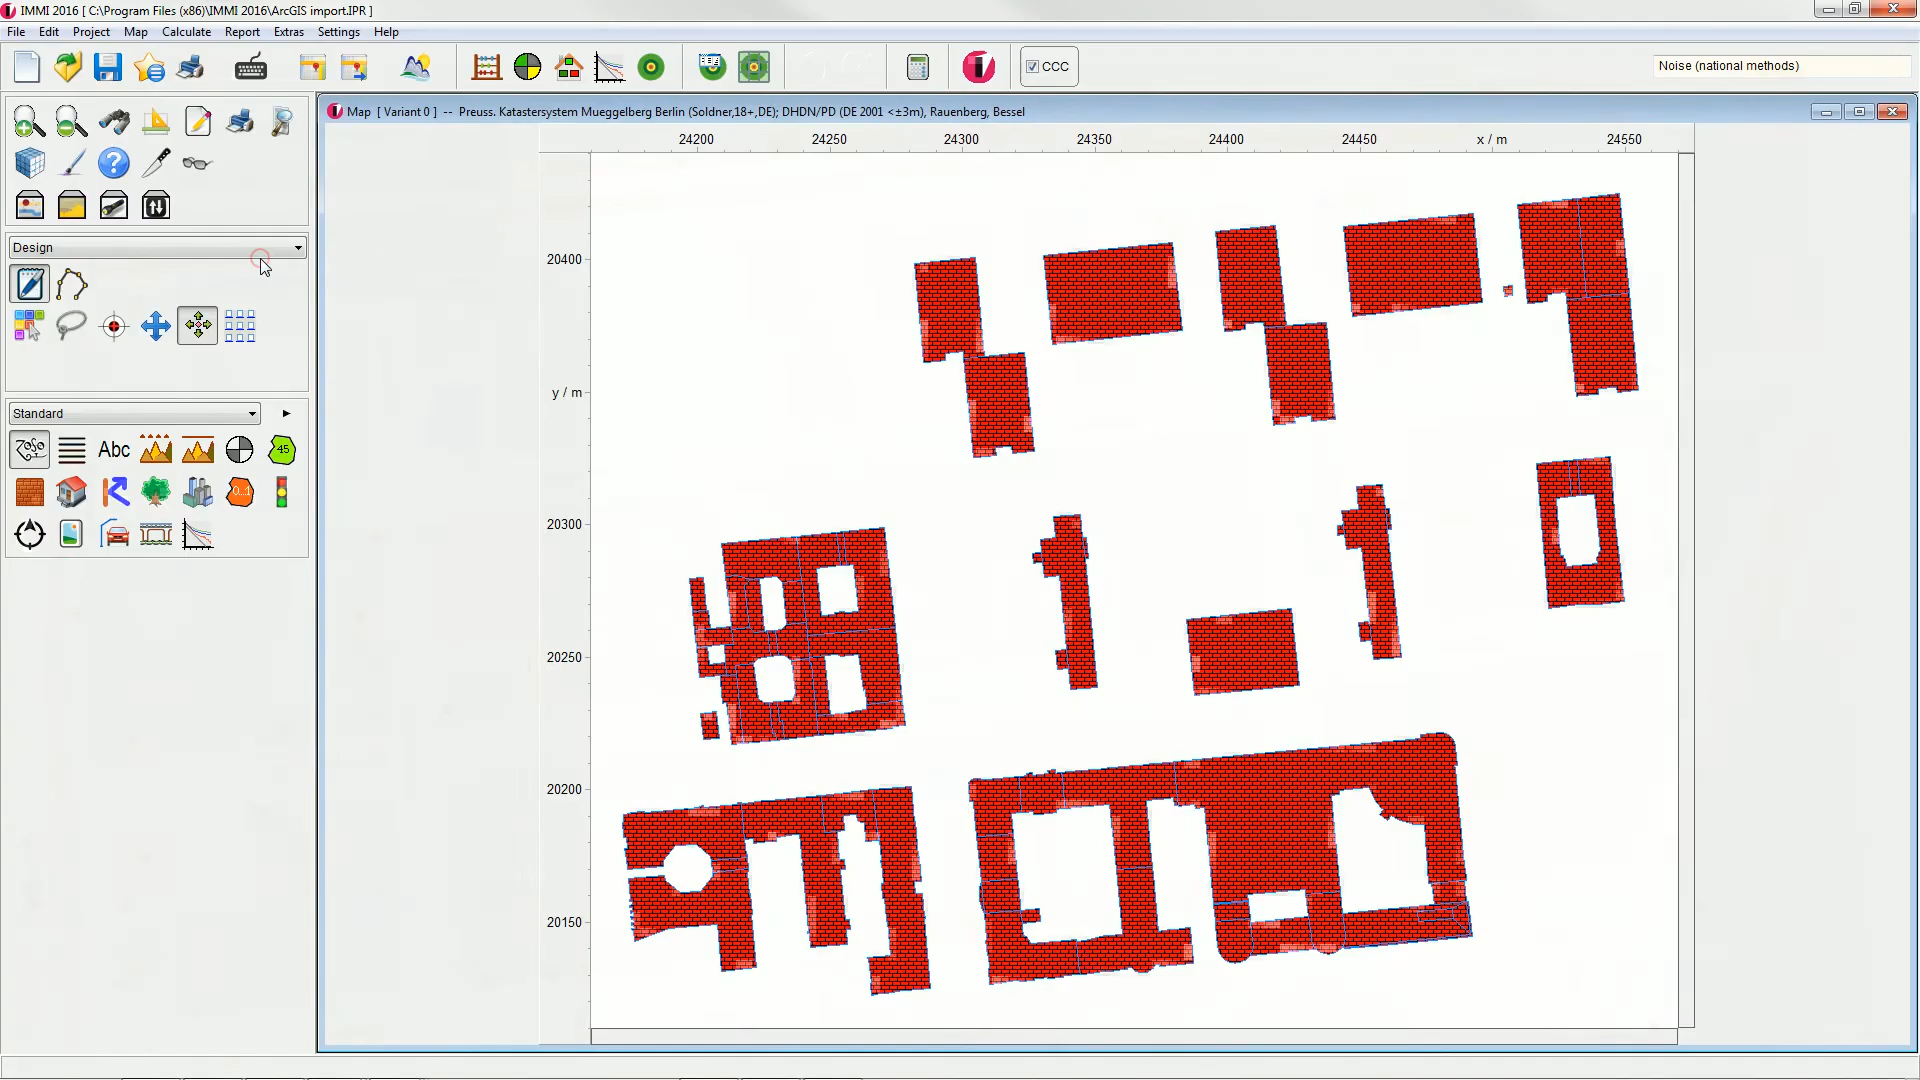 IMMI 2016 [ C:\Program Files (x86)\IMMI 2016\ArcGIS import.IPR ]
File Edit Project Map Calculate Report Extras Settings Help
CCC
Noise (national methods)
Map [ Variant 0 ] -- Preuss. Katastersystem Mueggelberg Berlin (Soldner,18+,DE); DHDN/PD (DE 2001 <±3m), Rauenberg, Bessel
24200 24250 24300 24350 24400 24450 x / m 24550
Design
20400
y / m
Standard
Abc
45
0..1
20300
20250
20200
20150